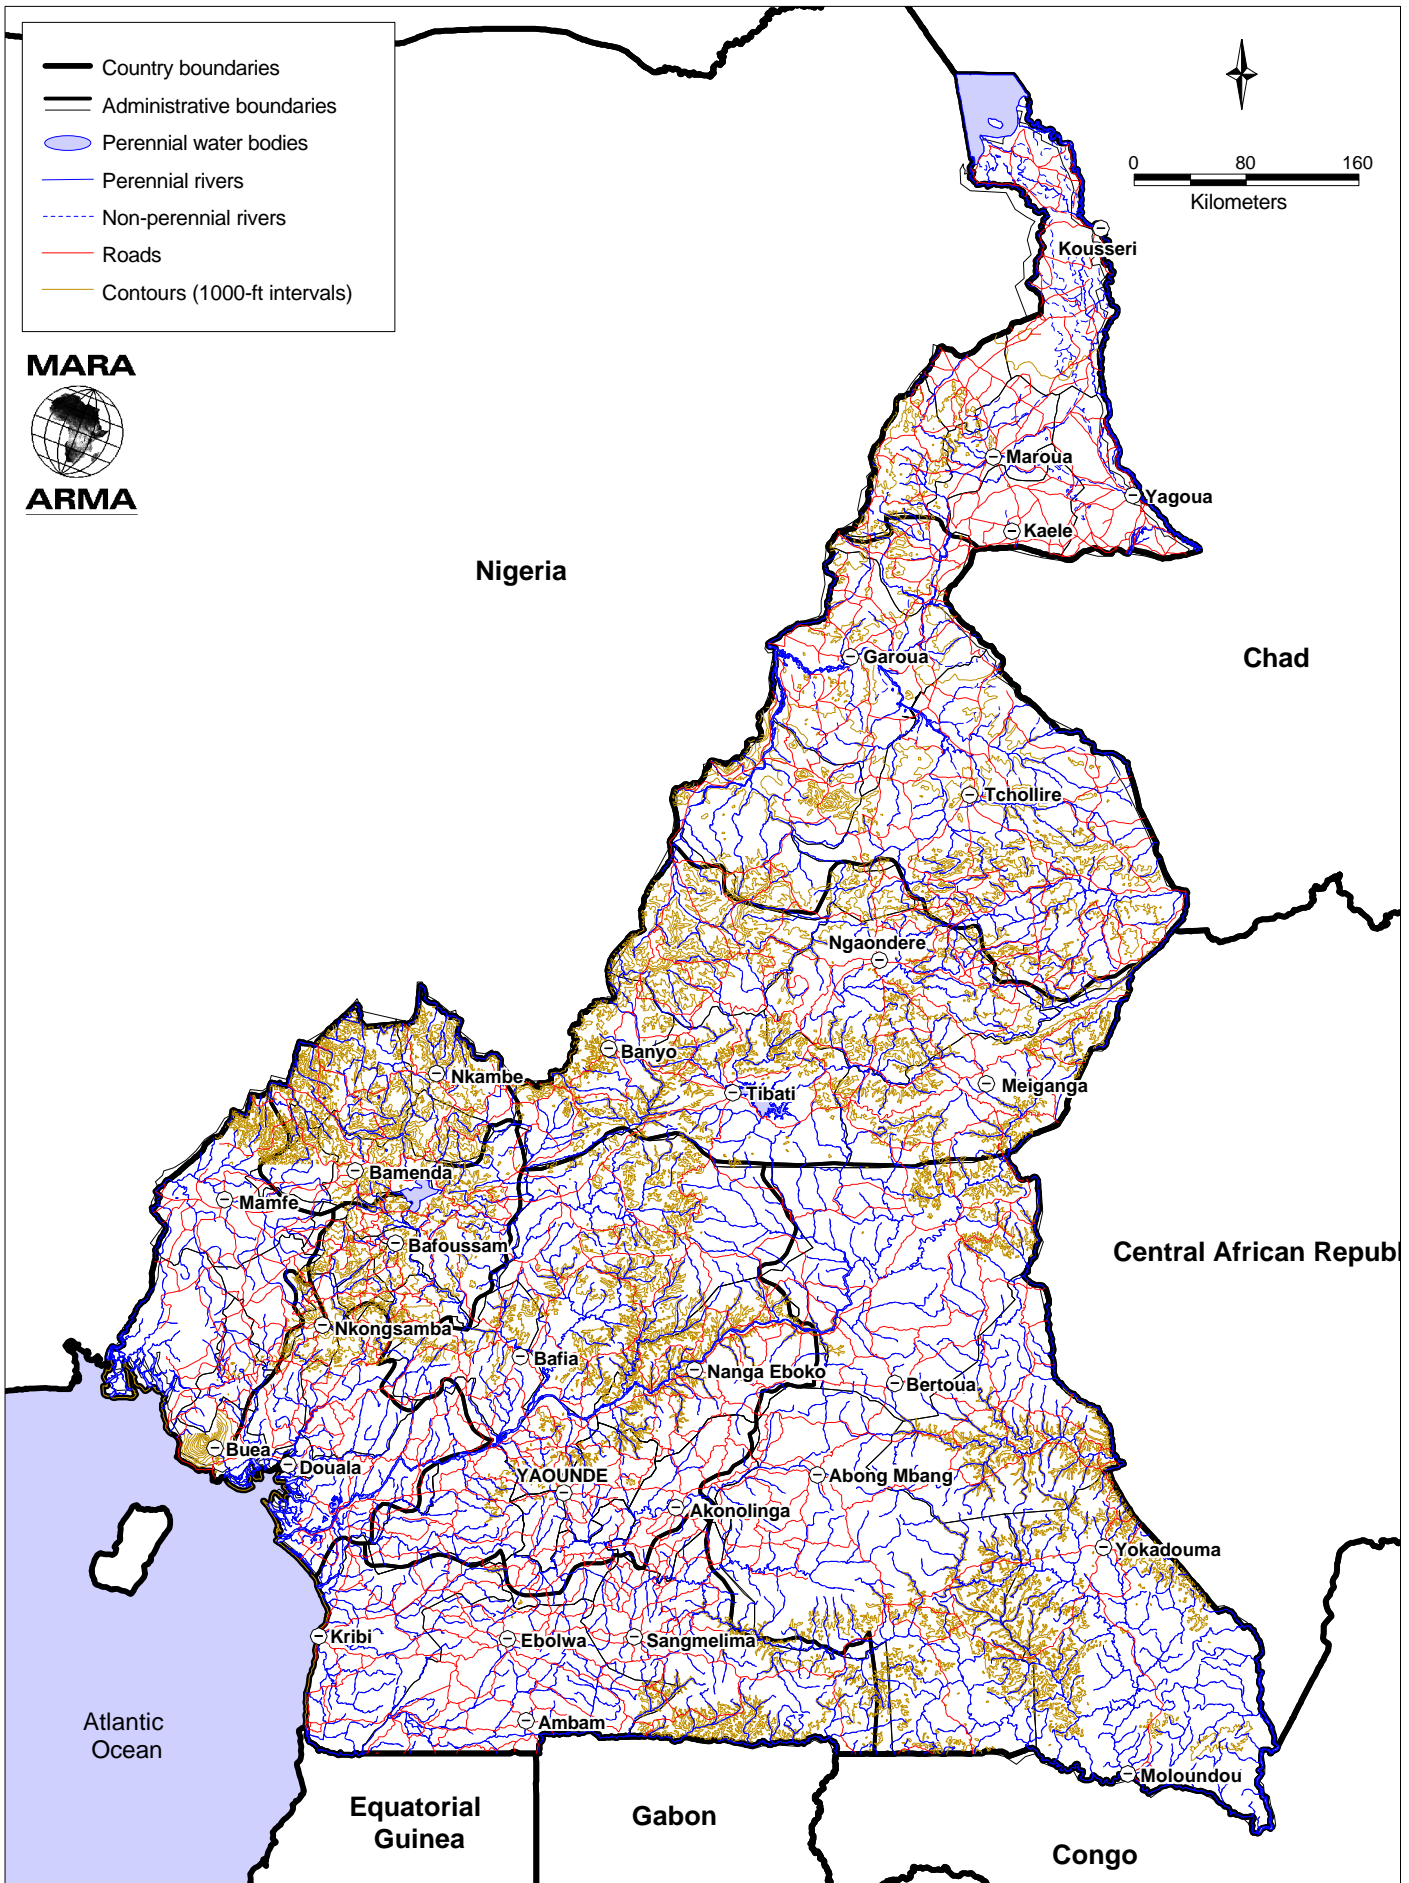 Country boundaries
Administrative boundaries
Perennial water bodies
Perennial rivers
Non-perennial rivers
Roads
Contours (1000-ft intervals)
0 80 160
Kilometers
MARA
ARMA
Kousseri
Maroua
Yagoua
Kaele
Nigeria
Garoua
Chad
Tchollire
Ngaondere
Banyo
Nkambe
Tibati
Meiganga
Bamenda
Mamfe
Bafoussam
Central African Republ
Nkongsamba
Bafia
Nanga Eboko
Bertoua
Buea
Douala
YAOUNDE
Abong Mbang
Akonolinga
Yokadouma
Kribi
Ebolwa
Sangmelima
Atlantic
Ocean
Ambam
Moloundou
Equatorial
Guinea
Gabon
Congo